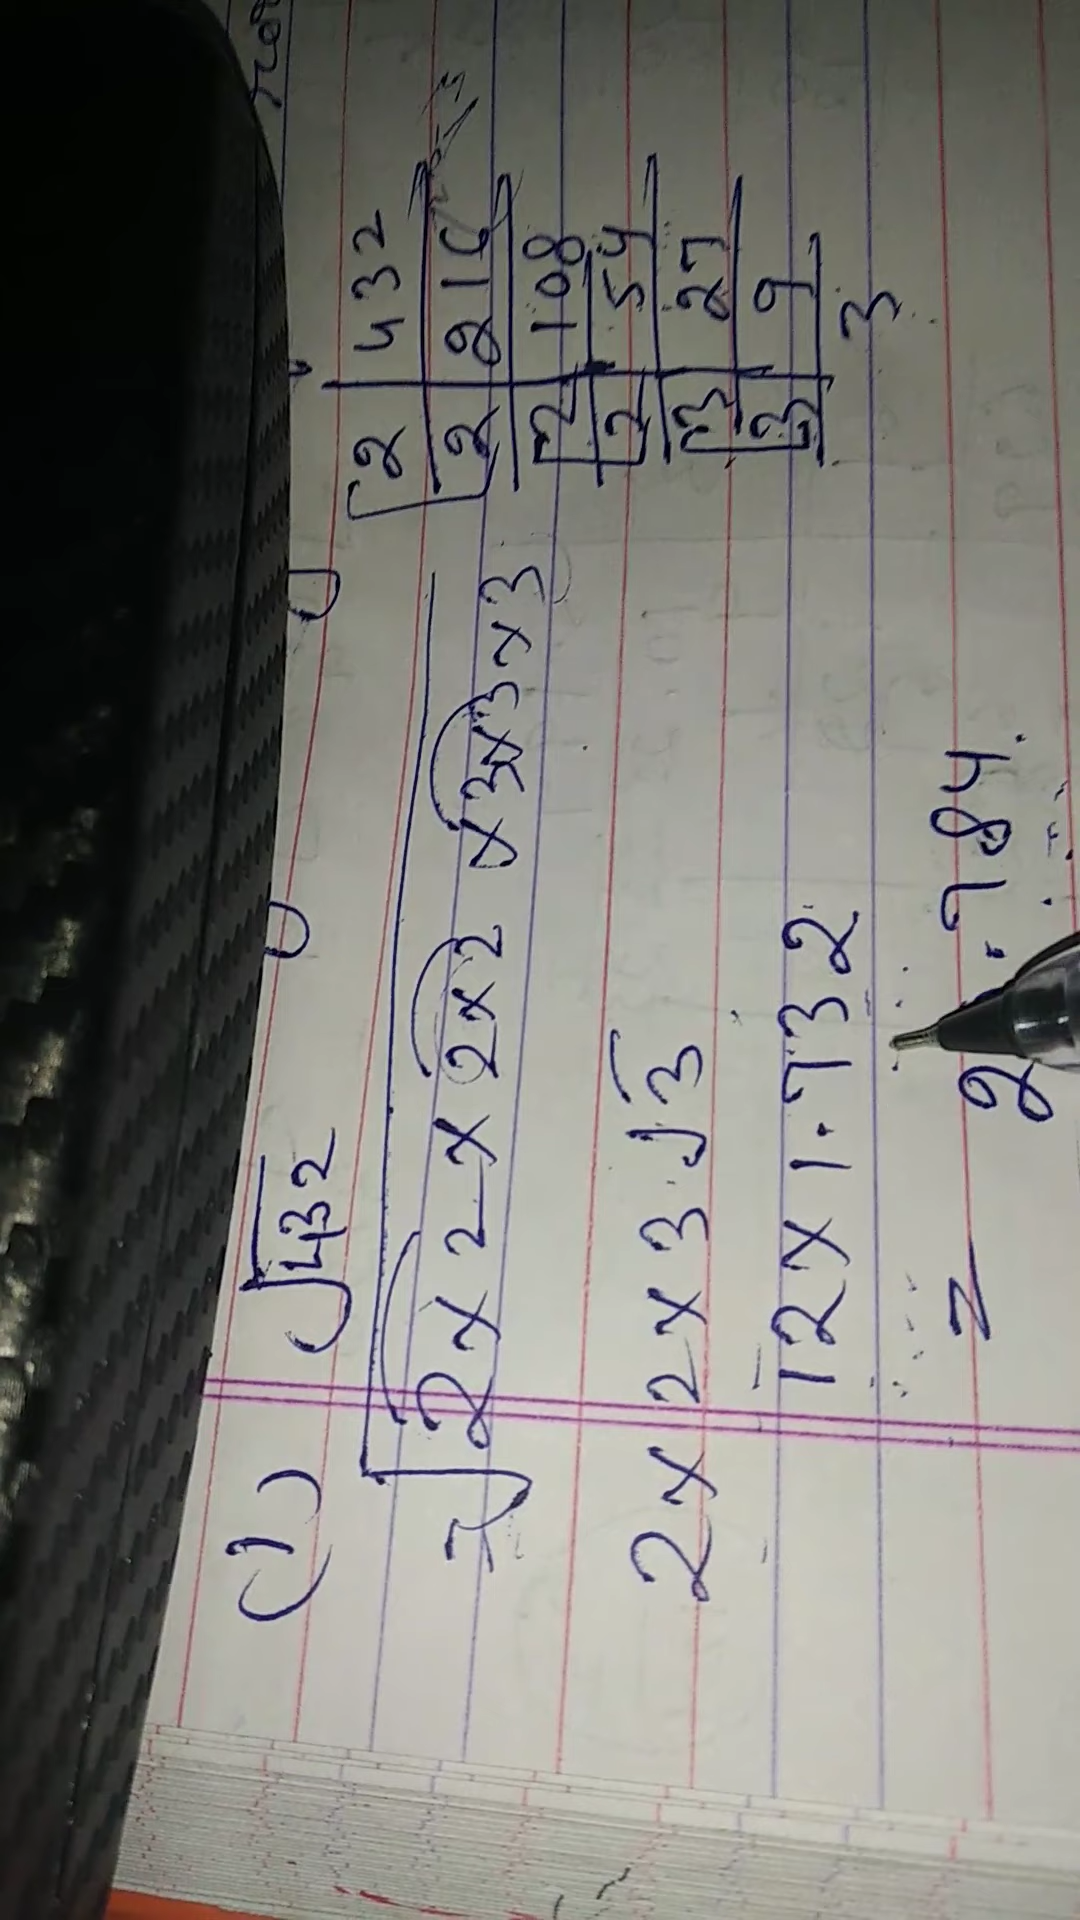 (1) √432
= √2 x 2 x 2 x 2 x 3 x 3 x 3
2 x 2 x 3 √3
12 x 1.732
= 2 .784
2 432
2 216
2 108
2 54
3 27
3 9
3